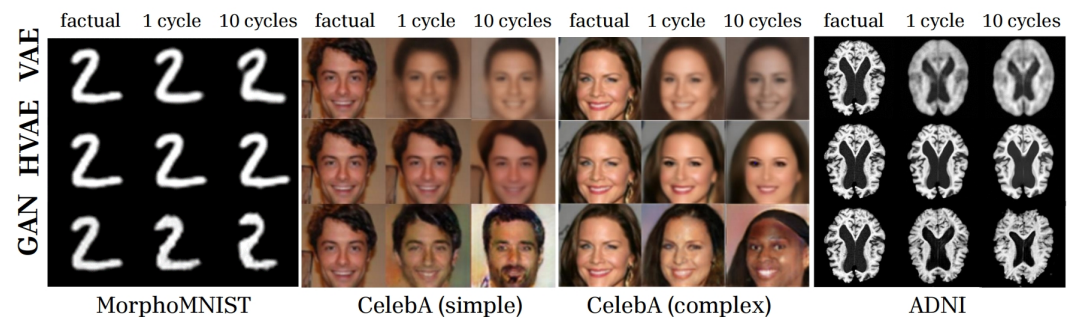 factual 1 cycle 10 cycles factual 1 cycle 10 cycles factual 1 cycle 10 cycles factual 1 cycle 10 cycles
VAE
HVAE
GAN
MorphoMNIST CelebA (simple) CelebA (complex) ADNI